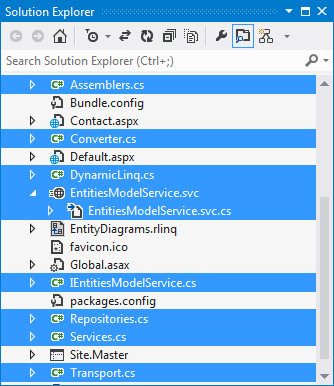 Solution Explorer
Search Solution Explorer (Ctrl+;)
Assemblers.cs
Bundle.config
Contact.aspx
Converter.cs
Default.aspx
DynamicLinq.cs
EntitiesModelService.svc
EntitiesModelService.svc.cs
EntityDiagrams.rlinq
favicon.ico
Global.asax
IEntitiesModelService.cs
packages.config
Repositories.cs
Services.cs
Site.Master
Transport.cs